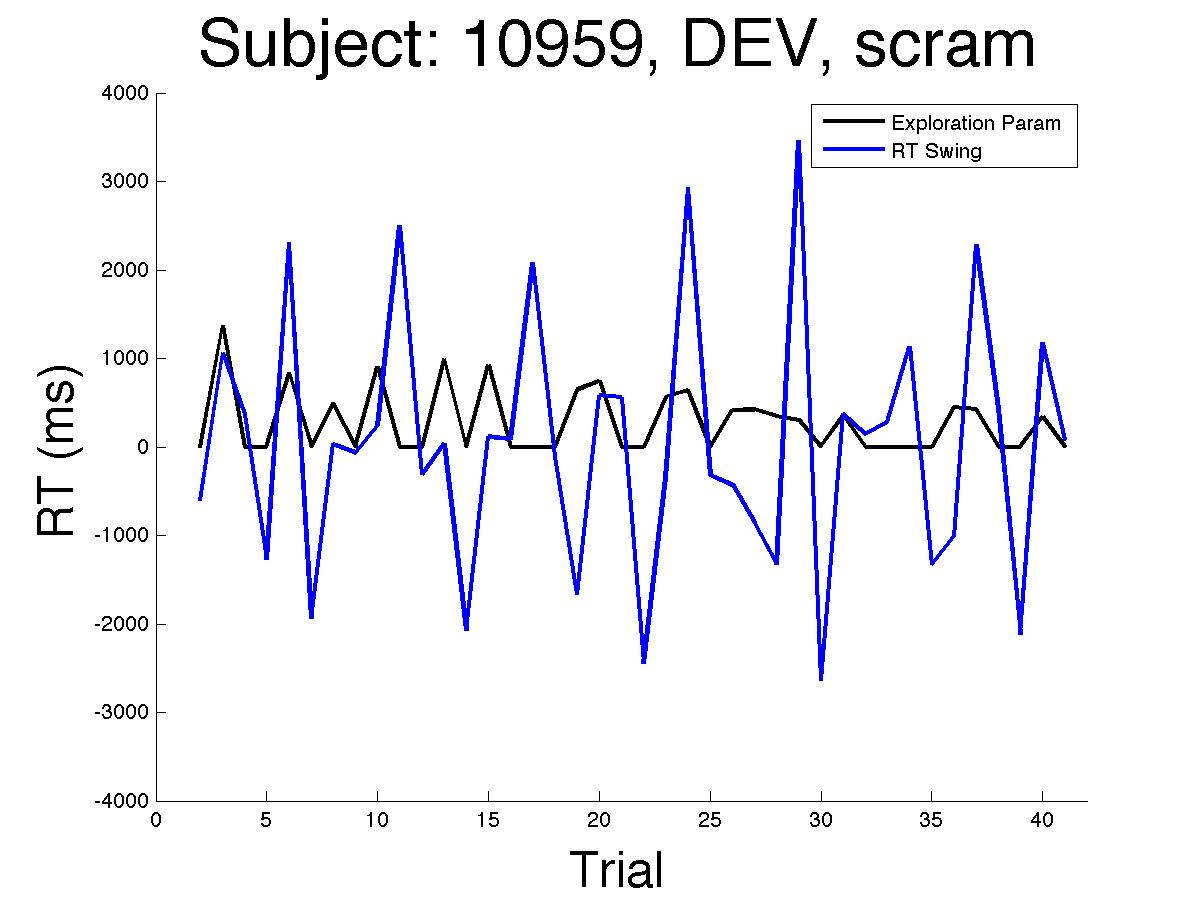 Subject: 10959, DEV, scram
4000
3000
2000
1000
0
-1000
-2000
-3000
-4000
RT (ms)
Exploration Param
RT Swing
0 5 10 15 20 25 30 35 40
Trial